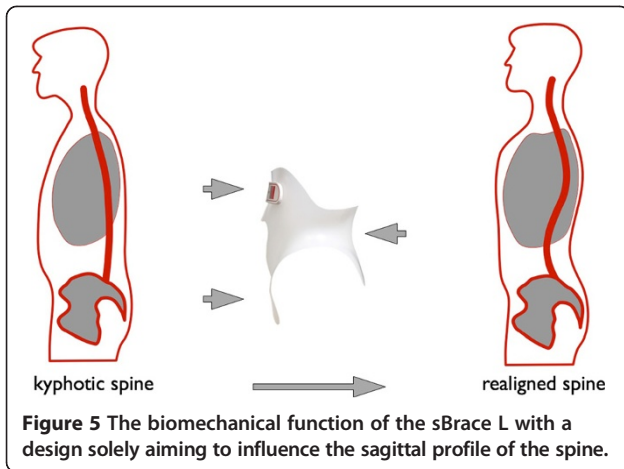 kyphotic spine
realigned spine
Figure 5 The biomechanical function of the sBrace L with a
design solely aiming to influence the sagittal profile of the spine.